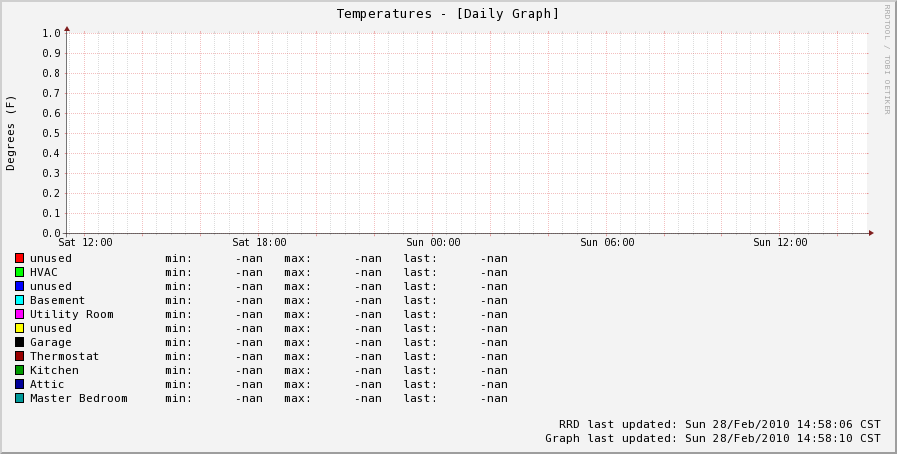 Temperatures - [Daily Graph]
RRDTOOL / TOBI OETIKER
Degrees (F)
1.0
0.9
0.8
0.7
0.6
0.5
0.4
0.3
0.2
0.1
0.0
Sat 12:00 Sat 18:00 Sun 00:00 Sun 06:00 Sun 12:00
unused min: -nan max: -nan last: -nan
HVAC min: -nan max: -nan last: -nan
unused min: -nan max: -nan last: -nan
Basement min: -nan max: -nan last: -nan
Utility Room min: -nan max: -nan last: -nan
unused min: -nan max: -nan last: -nan
Garage min: -nan max: -nan last: -nan
Thermostat min: -nan max: -nan last: -nan
Kitchen min: -nan max: -nan last: -nan
Attic min: -nan max: -nan last: -nan
Master Bedroom min: -nan max: -nan last: -nan
RRD last updated: Sun 28/Feb/2010 14:58:06 CST
Graph last updated: Sun 28/Feb/2010 14:58:10 CST